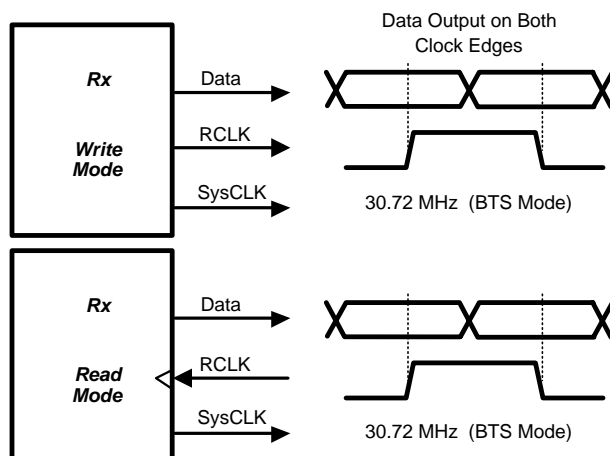 Data Output on Both
Clock Edges
Rx
Data
Write
Mode
RCLK
SysCLK
30.72 MHz (BTS Mode)
Rx
Data
Read
Mode
RCLK
SysCLK
30.72 MHz (BTS Mode)